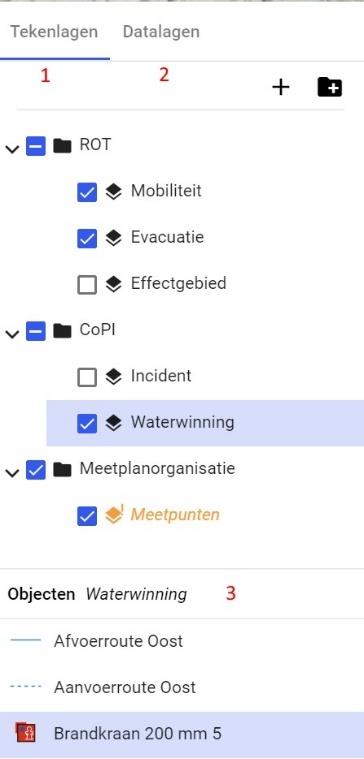 Tekenlagen Datalagen
1 2
ROT
Mobiliteit
Evacuatie
Effectgebied
CoPI
Incident
Waterwinning
Meetplanorganisatie
Meetpunten
Objecten Waterwinning 3
Afvoerroute Oost
Aanvoerroute Oost
Brandkraan 200 mm 5